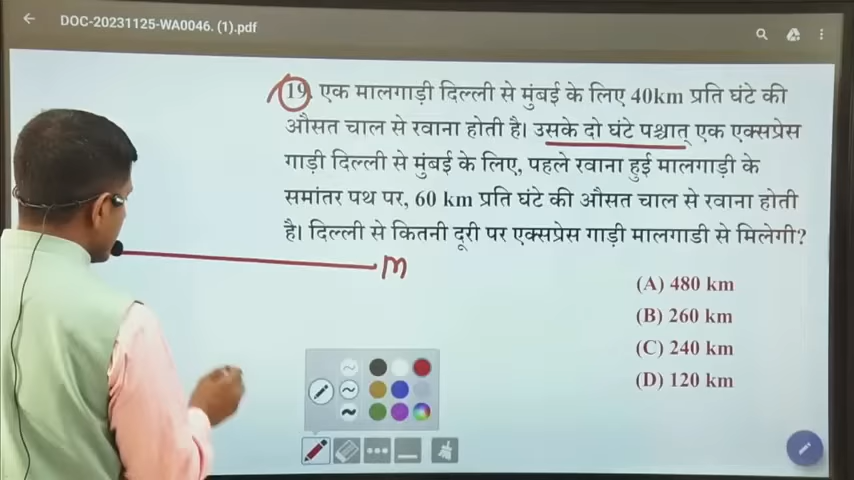 DOC-20231125-WA0046. (1).pdf
19. एक मालगाड़ी दिल्ली से मुंबई के लिए 40km प्रति घंटे की
औसत चाल से रवाना होती है। उसके दो घंटे पश्चात् एक एक्सप्रेस
गाड़ी दिल्ली से मुंबई के लिए, पहले रवाना हुई मालगाड़ी के
समांतर पथ पर, 60 km प्रति घंटे की औसत चाल से रवाना होती
है। दिल्ली से कितनी दूरी पर एक्सप्रेस गाड़ी मालगाडी से मिलेगी?
m
(A) 480 km
(B) 260 km
(C) 240 km
(D) 120 km